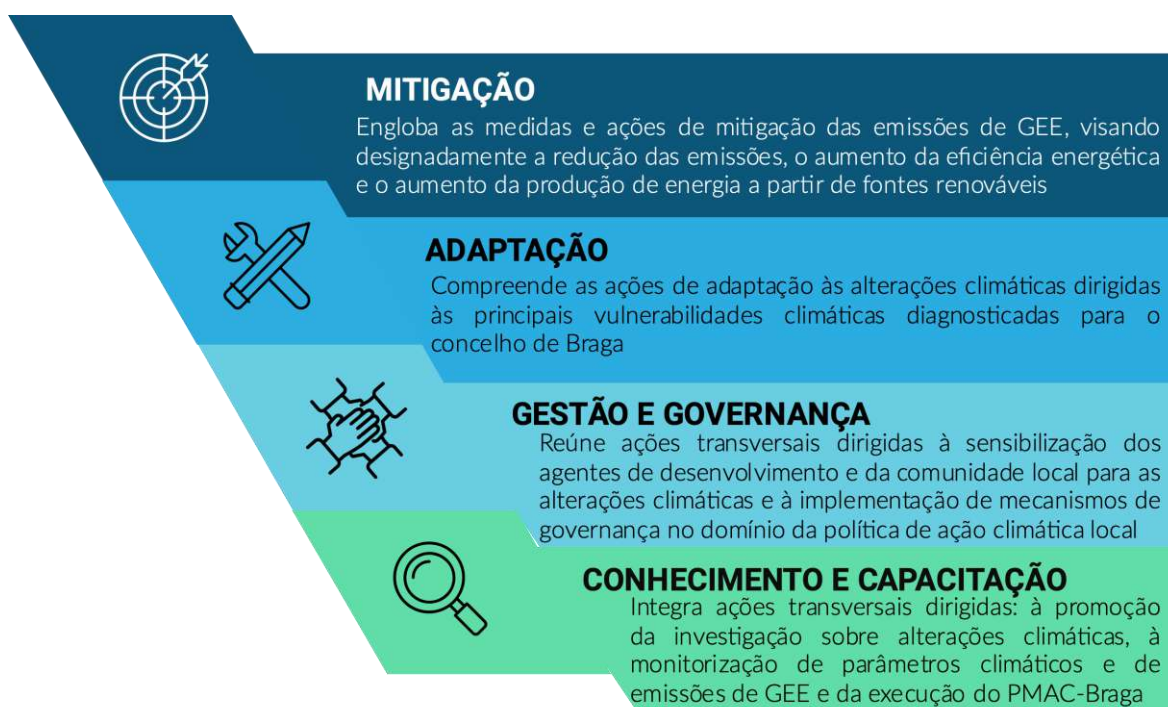 MITIGAÇÃO
Engloba as medidas e ações de mitigação das emissões de GEE, visando
designadamente a redução das emissões, o aumento da eficiência energética
e o aumento da produção de energia a partir de fontes renováveis
ADAPTAÇÃO
Compreende as ações de adaptação às alterações climáticas dirigidas
às principais vulnerabilidades climáticas diagnosticadas para o
concelho de Braga
GESTÃO E GOVERNANÇA
Reúne ações transversais dirigidas à sensibilização dos
agentes de desenvolvimento e da comunidade local para as
alterações climáticas e à implementação de mecanismos de
governança no domínio da política de ação climática local
CONHECIMENTO E CAPACITAÇÃO
Integra ações transversais dirigidas: à promoção
da investigação sobre alterações climáticas, à
monitorização de parâmetros climáticos e de
emissões de GEE e da execução do PMAC-Braga